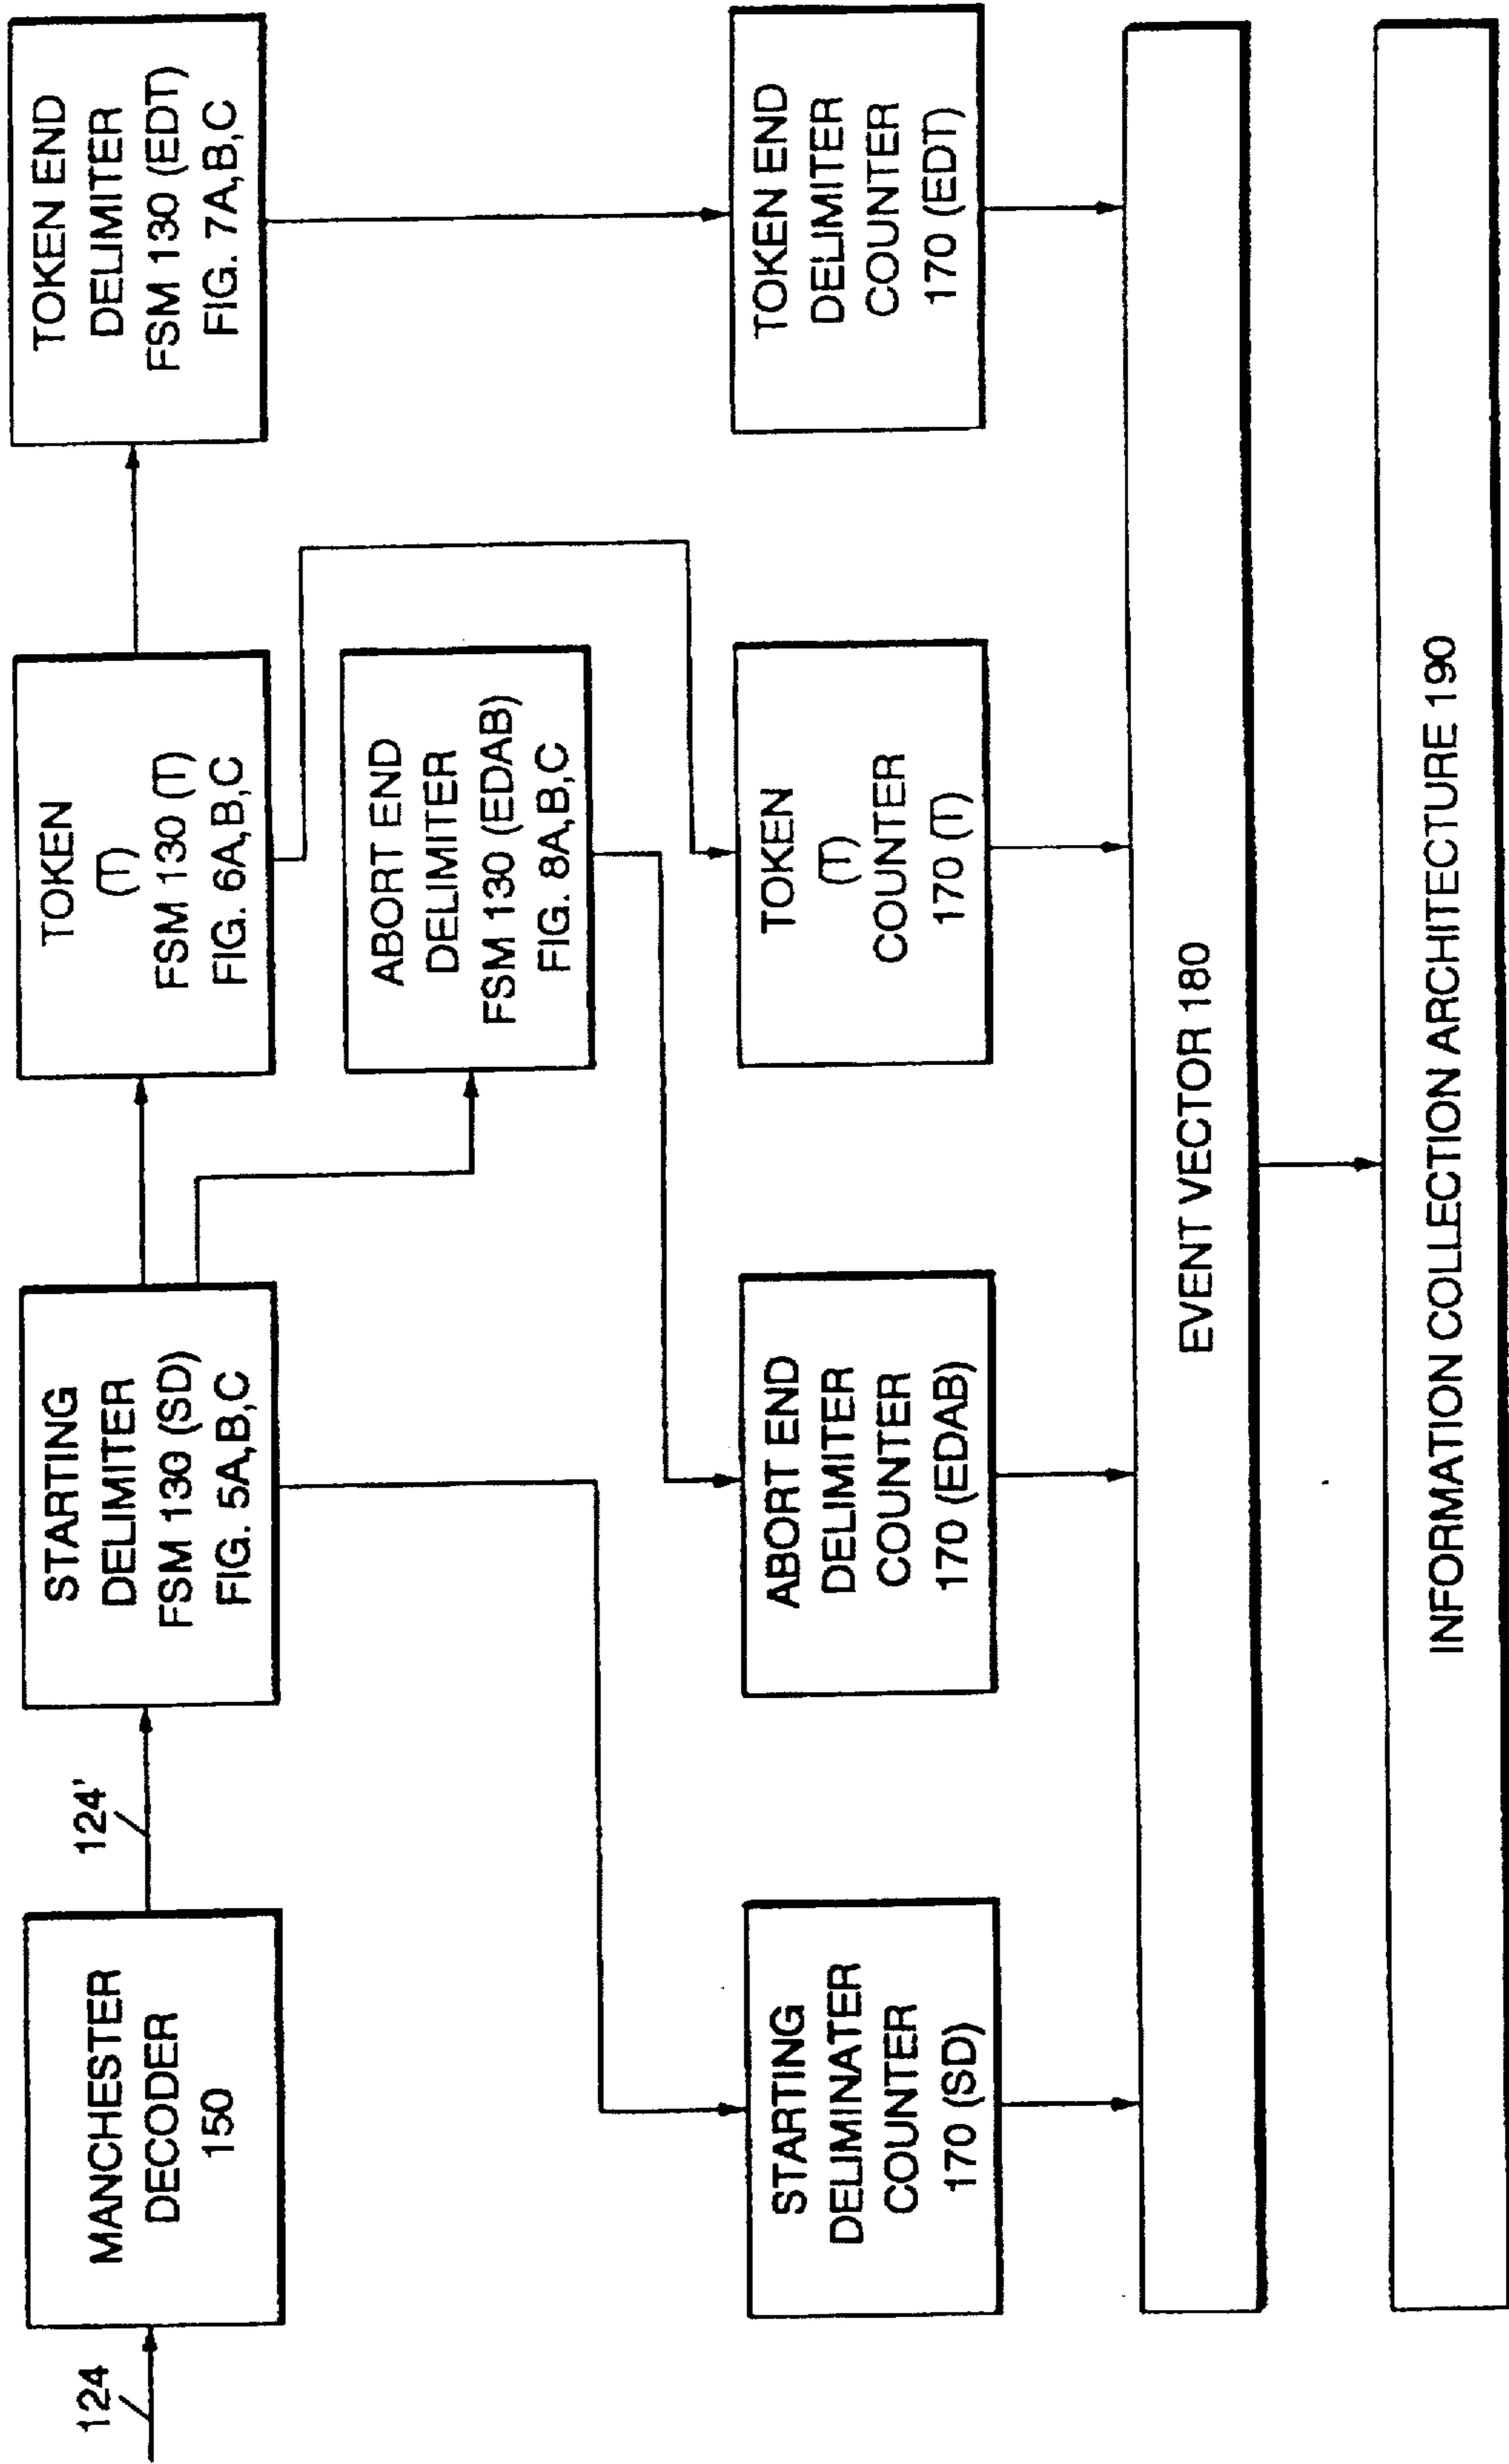 124
MANCHESTER
DECODER
150
124'
STARTING
DELIMITER
FSM 130 (SD)
FIG. 5A,B,C
TOKEN
(T)
FSM 130 (T)
FIG. 6A,B,C
TOKEN END
DELIMITER
FSM 130 (EDT)
FIG. 7A,B,C
ABORT END
DELIMITER
FSM 130 (EDAB)
FIG. 8A,B,C
STARTING
DELIMINATER
COUNTER
170 (SD)
ABORT END
DELIMITER
COUNTER
170 (EDAB)
TOKEN
(T)
COUNTER
170 (T)
TOKEN END
DELIMITER
COUNTER
170 (EDT)
EVENT VECTOR 180
INFORMATION COLLECTION ARCHITECTURE 190